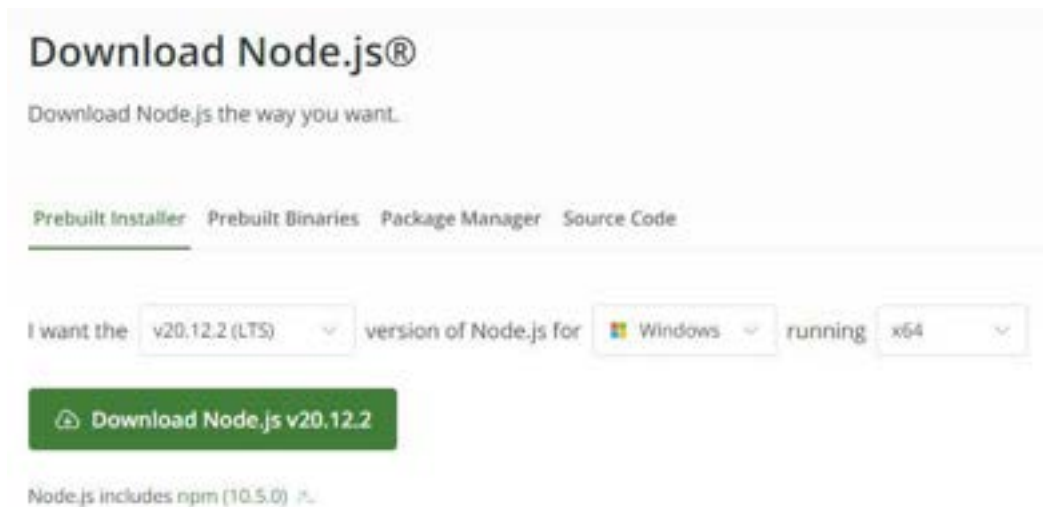 Download Node.js®
Download Node.js the way you want.
Prebuilt Installer Prebuilt Binaries Package Manager Source Code
I want the v20.12.2 (LTS) version of Node.js for Windows running x64
Download Node.js v20.12.2
Node.js includes npm (10.5.0)